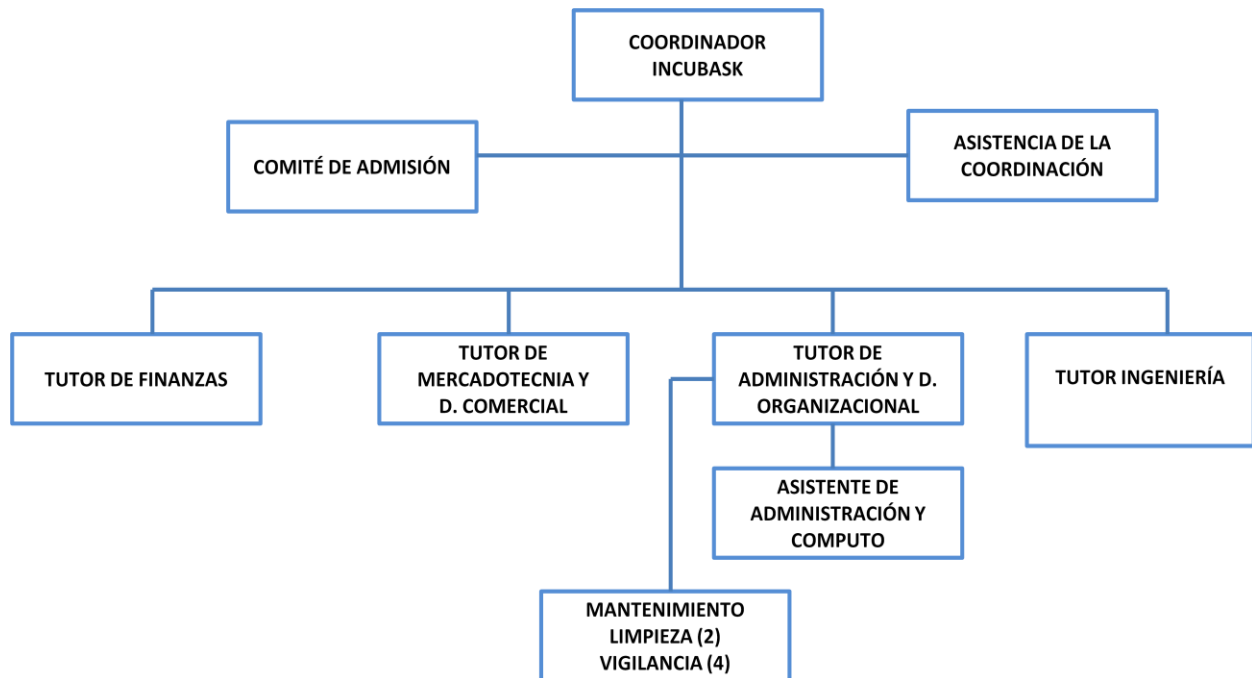 COORDINADOR
INCUBASK
COMITÉ DE ADMISIÓN
ASISTENCIA DE LA
COORDINACIÓN
TUTOR DE FINANZAS
TUTOR DE
MERCADOTECNIA Y
D. COMERCIAL
TUTOR DE
ADMINISTRACIÓN Y D.
ORGANIZACIONAL
TUTOR INGENIERÍA
ASISTENTE DE
ADMINISTRACIÓN Y
COMPUTO
MANTENIMIENTO
LIMPIEZA (2)
VIGILANCIA (4)